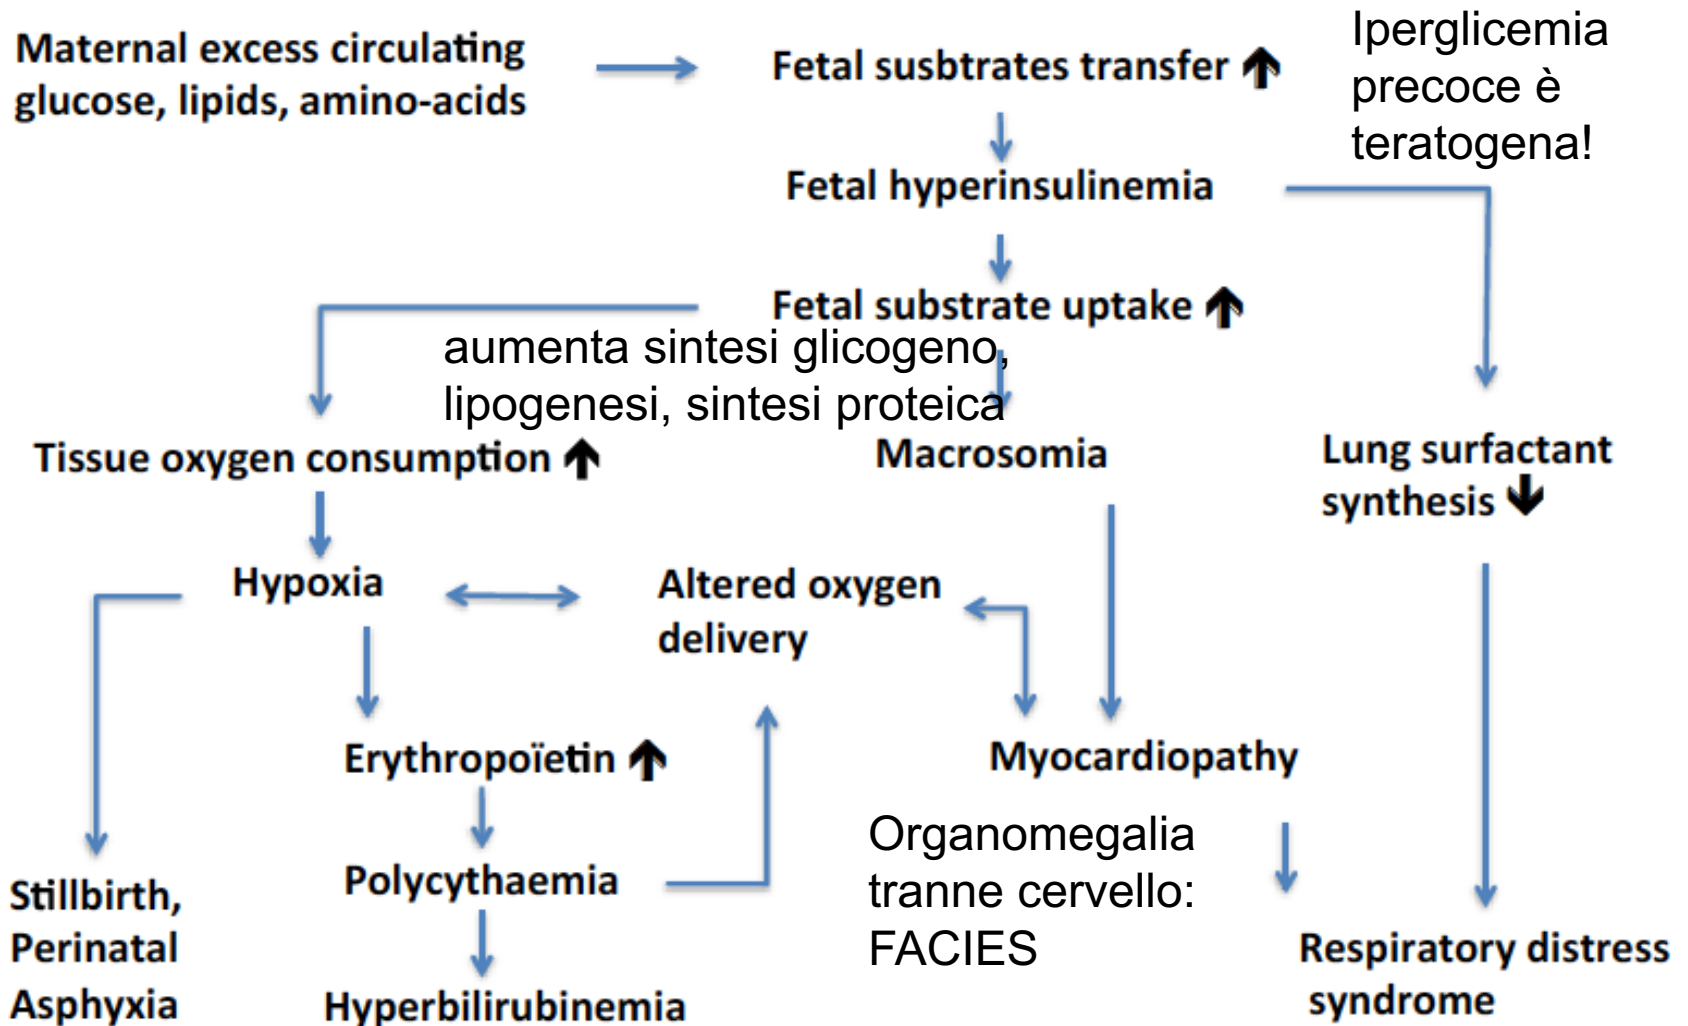 Maternal excess circulating
glucose, lipids, amino-acids
Fetal susbtrates transfer ↑
Iperglicemia
precoce è
teratogena!
Fetal hyperinsulinemia
Fetal substrate uptake ↑
aumenta sintesi glicogeno,
lipogenesi, sintesi proteica
Tissue oxygen consumption ↑
Macrosomia
Lung surfactant
synthesis ↓
Hypoxia
Altered oxygen
delivery
Erythropoïetin ↑
Myocardiopathy
Organomegalia
tranne cervello:
FACIES
Polycythaemia
Stillbirth,
Perinatal
Asphyxia
Hyperbilirubinemia
Respiratory distress
syndrome